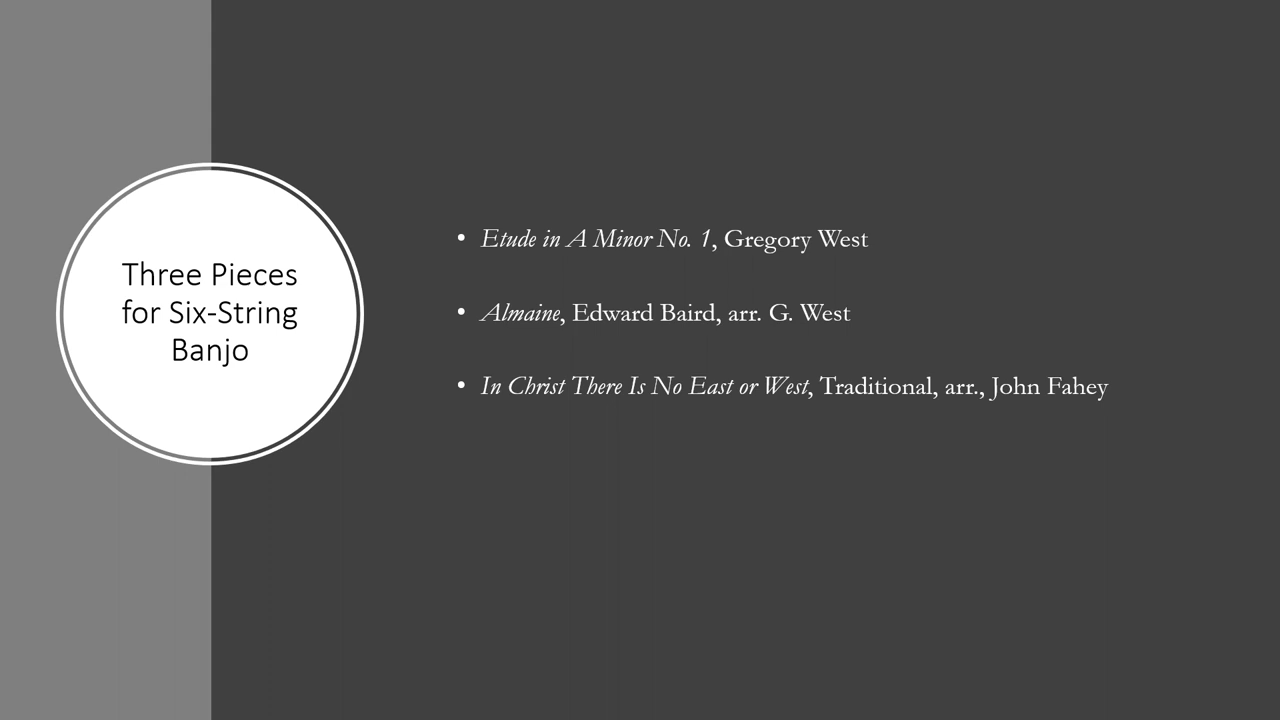 Three Pieces
for Six-String
Banjo
• Etude in A Minor No. 1, Gregory West
• Almaine, Edward Baird, arr. G. West
• In Christ There Is No East or West, Traditional, arr., John Fahey